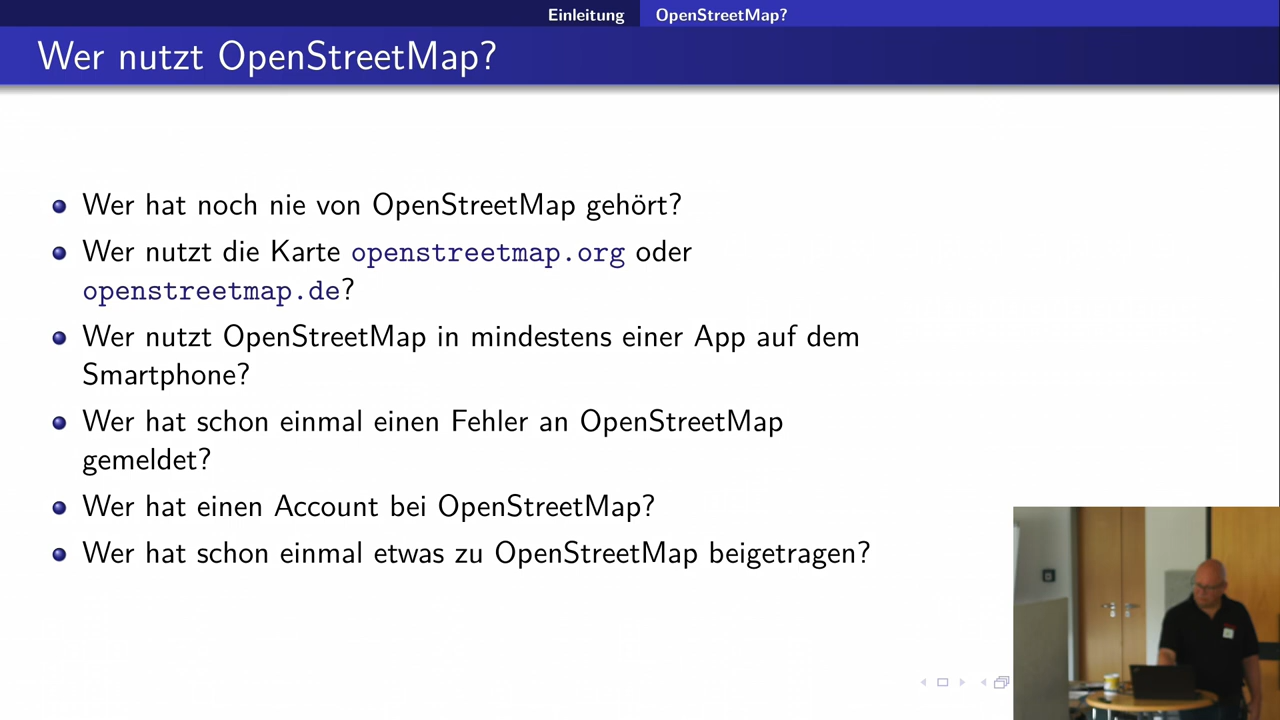 Einleitung OpenStreetMap?
Wer nutzt OpenStreetMap?
Wer hat noch nie von OpenStreetMap gehört?
Wer nutzt die Karte openstreetmap.org oder
openstreetmap.de?
Wer nutzt OpenStreetMap in mindestens einer App auf dem
Smartphone?
Wer hat schon einmal einen Fehler an OpenStreetMap
gemeldet?
Wer hat einen Account bei OpenStreetMap?
Wer hat schon einmal etwas zu OpenStreetMap beigetragen?